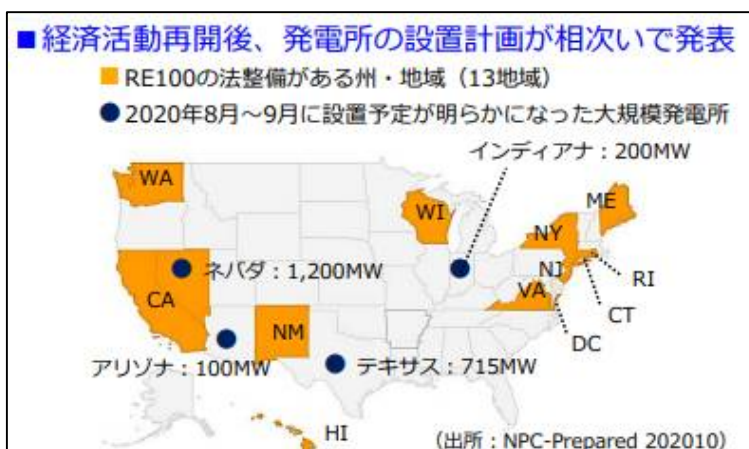 ■経済活動再開後、発電所の設置計画が相次いで発表
■ RE100の法整備がある州・地域（13地域）
● 2020年8月～9月に設置予定が明らかになった大規模発電所
インディアナ：200MW
WA
WI
ME
NY
ネバダ：1,200MW
NJ
RI
CA
VA
CT
NM
DC
アリゾナ：100MW
テキサス：715MW
HI
（出所：NPC-Prepared 202010）